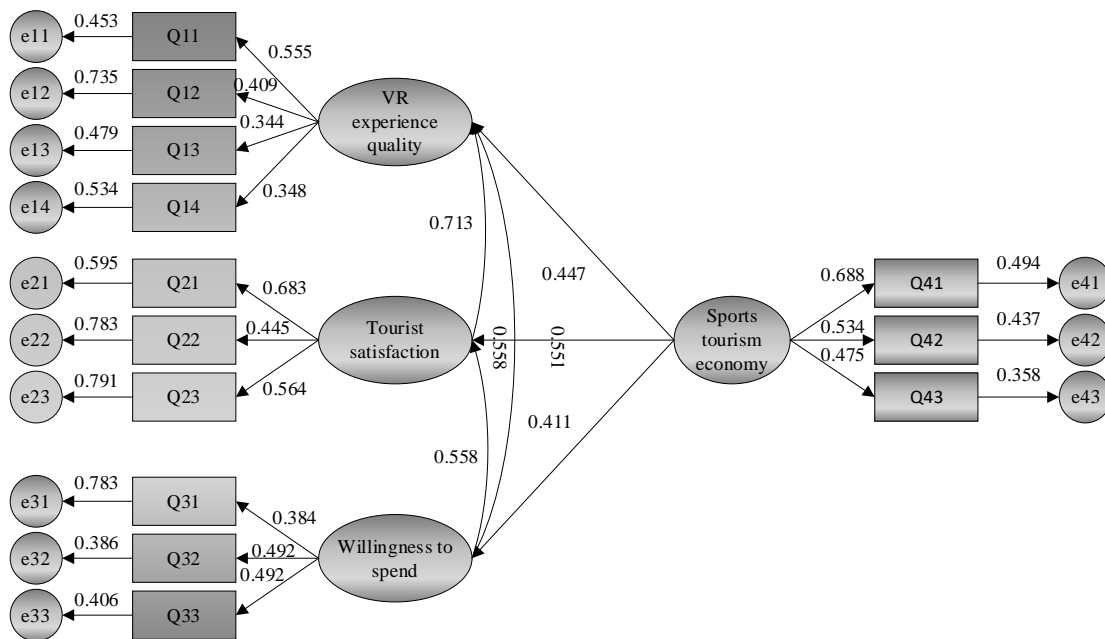 e11
0.453
Q11
0.555
e12
0.735
Q12
0.409
e13
0.479
Q13
0.344
e14
0.534
Q14
0.348
VR
experience
quality
e21
0.595
Q21
0.683
e22
0.783
Q22
0.445
e23
0.791
Q23
0.564
Tourist
satisfaction
e31
0.783
Q31
0.384
e32
0.386
Q32
0.492
e33
0.406
Q33
0.492
Willingness to
spend
0.713
0.558
0.558
0.447
0.551
0.411
Sports
tourism
economy
0.688
Q41
0.494
e41
0.534
Q42
0.437
e42
0.475
Q43
0.358
e43